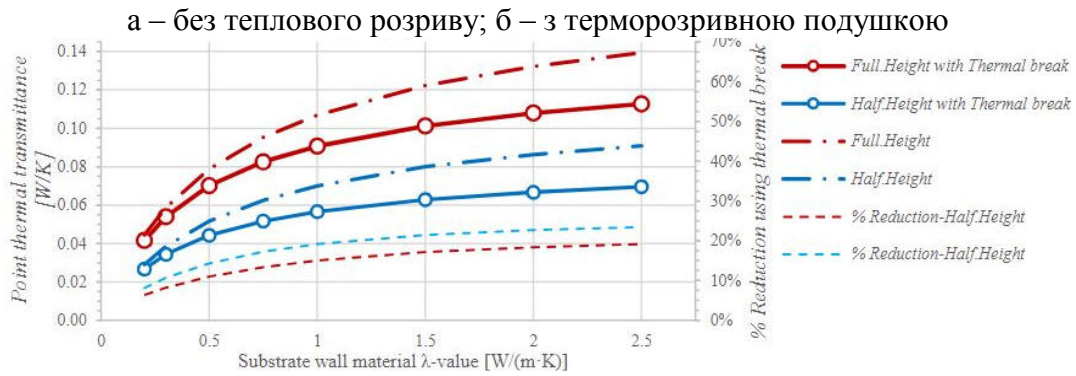 а – без теплового розриву; б – з терморозривною подушкою
Point thermal transmittance
[W/K]
0.14
0.12
0.10
0.08
0.06
0.04
0.02
0.00
0
0.5
1
1.5
2
2.5
Substrate wall material λ-value [W/(m·K)]
70%
60%
50%
40%
30%
20%
10%
0%
% Reduction using thermal break
Full.Height with Thermal break
Half.Height with Thermal break
Full.Height
Half.Height
% Reduction-Half.Height
% Reduction-Half.Height